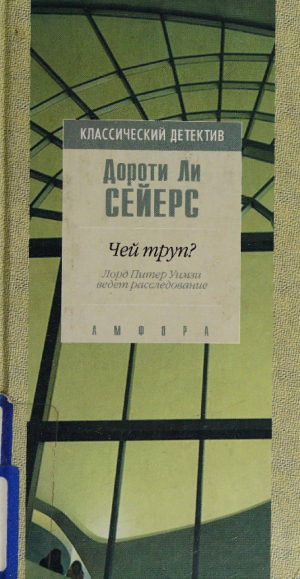 КЛАССИЧЕСКИЙ ДЕТЕКТИВ
Дороти Ли
СЕЙЕРС
Чей труп?
Лорд Питер Уимзи
ведет расследование
АМФОРА